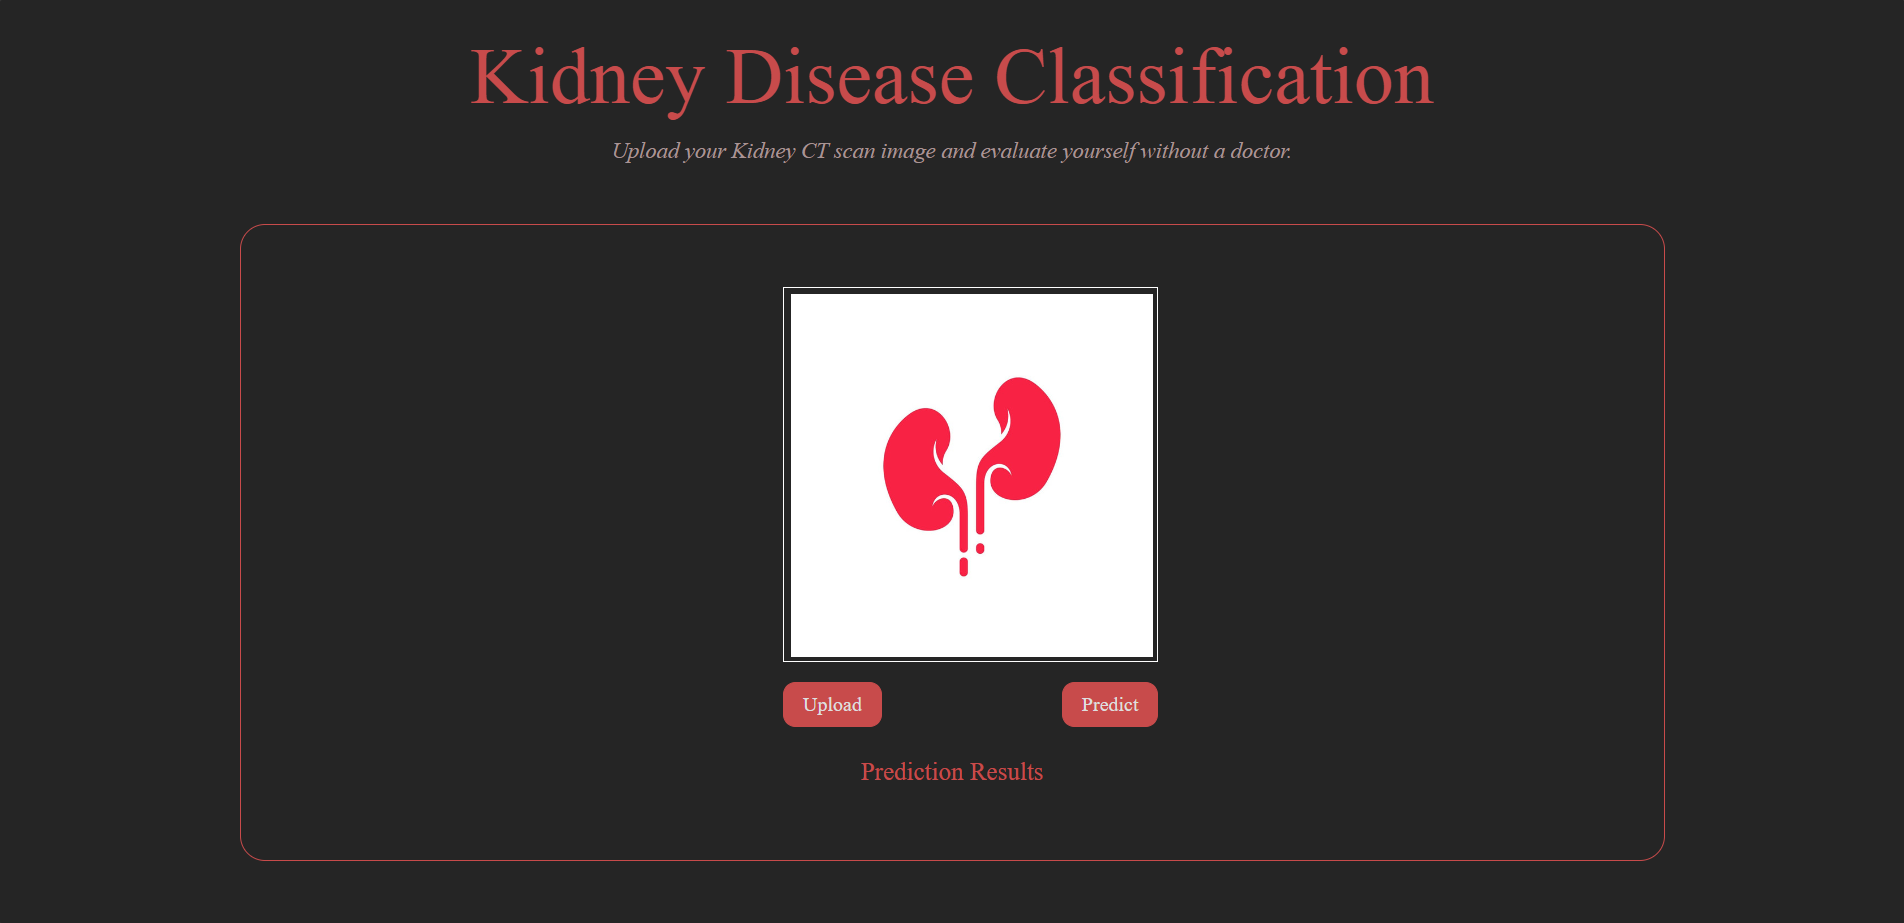 Kidney Disease Classification
Upload your Kidney CT scan image and evaluate yourself without a doctor.
Upload
Predict
Prediction Results